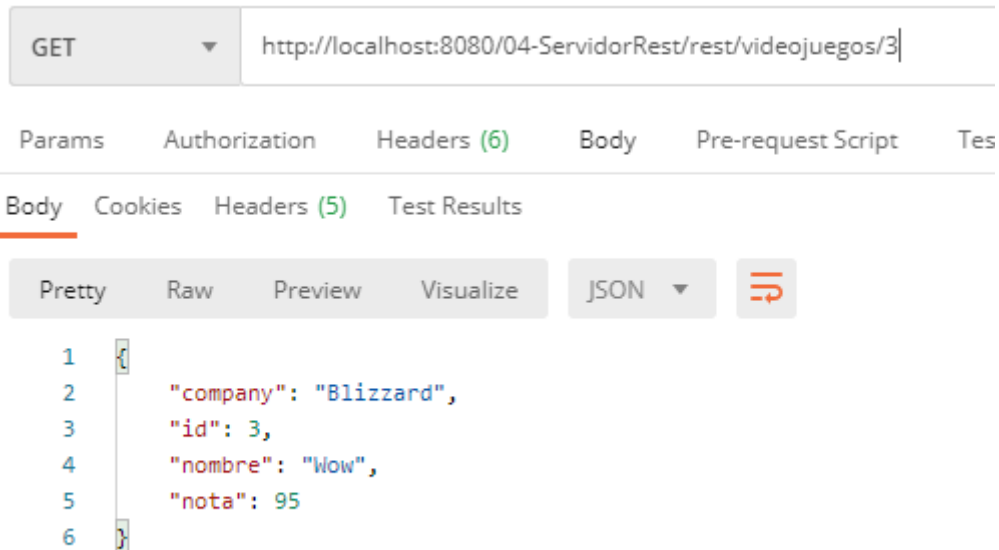 GET http://localhost:8080/04-ServidorRest/rest/videojuegos/3
Params Authorization Headers (6) Body Pre-request Script Tes
Body Cookies Headers (5) Test Results
Pretty Raw Preview Visualize JSON
1 {
2 "company": "Blizzard",
3 "id": 3,
4 "nombre": "Wow",
5 "nota": 95
6 }